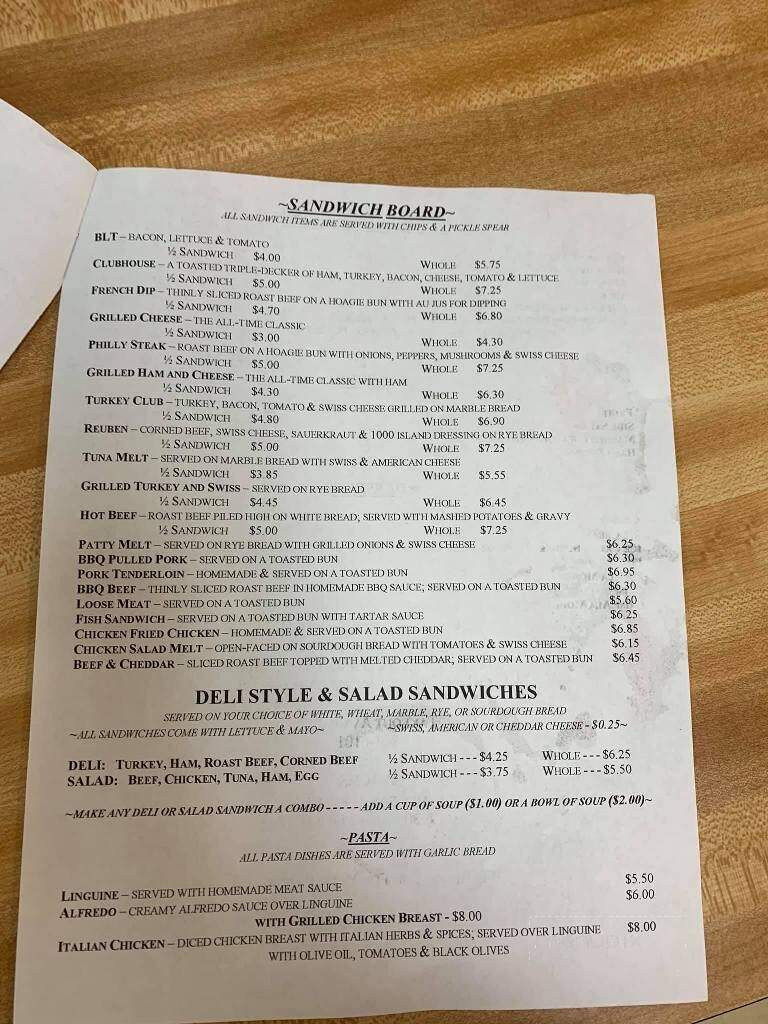 ~SANDWICH BOARD~
ALL SANDWICH ITEMS ARE SERVED WITH CHIPS & A PICKLE SPEAR
BLT – BACON, LETTUCE & TOMATO
½ SANDWICH $4.00 WHOLE $5.75
CLUBHOUSE – A TOASTED TRIPLE-DECKER OF HAM, TURKEY, BACON, CHEESE, TOMATO & LETTUCE
½ SANDWICH $5.00 WHOLE $7.25
FRENCH DIP – THINLY SLICED ROAST BEEF ON A HOAGIE BUN WITH AU JUS FOR DIPPING
½ SANDWICH $4.70 WHOLE $6.80
GRILLED CHEESE – THE ALL-TIME CLASSIC
½ SANDWICH $3.00 WHOLE $4.30
PHILLY STEAK – ROAST BEEF ON A HOAGIE BUN WITH ONIONS, PEPPERS, MUSHROOMS & SWISS CHEESE
½ SANDWICH $5.00 WHOLE $7.25
GRILLED HAM AND CHEESE – THE ALL-TIME CLASSIC WITH HAM
½ SANDWICH $4.30 WHOLE $6.30
TURKEY CLUB – TURKEY, BACON, TOMATO & SWISS CHEESE GRILLED ON MARBLE BREAD
½ SANDWICH $4.80 WHOLE $6.90
REUBEN – CORNED BEEF, SWISS CHEESE, SAUERKRAUT & 1000 ISLAND DRESSING ON RYE BREAD
½ SANDWICH $5.00 WHOLE $7.25
TUNA MELT – SERVED ON MARBLE BREAD WITH SWISS & AMERICAN CHEESE
½ SANDWICH $3.85 WHOLE $5.55
GRILLED TURKEY AND SWISS – SERVED ON RYE BREAD
½ SANDWICH $4.45 WHOLE $6.45
HOT BEEF – ROAST BEEF PILED HIGH ON WHITE BREAD; SERVED WITH MASHED POTATOES & GRAVY
½ SANDWICH $5.00 WHOLE $7.25
PATTY MELT – SERVED ON RYE BREAD WITH GRILLED ONIONS & SWISS CHEESE $6.25
BBQ PULLED PORK – SERVED ON A TOASTED BUN $6.30
PORK TENDERLOIN – HOMEMADE & SERVED ON A TOASTED BUN $6.95
BBQ BEEF – THINLY SLICED ROAST BEEF IN HOMEMADE BBQ SAUCE; SERVED ON A TOASTED BUN $6.30
LOOSE MEAT – SERVED ON A TOASTED BUN $5.60
FISH SANDWICH – SERVED ON A TOASTED BUN WITH TARTAR SAUCE $6.25
CHICKEN FRIED CHICKEN – HOMEMADE & SERVED ON A TOASTED BUN $6.85
CHICKEN SALAD MELT – OPEN-FACED ON SOURDOUGH BREAD WITH TOMATOES & SWISS CHEESE $6.15
BEEF & CHEDDAR – SLICED ROAST BEEF TOPPED WITH MELTED CHEDDAR; SERVED ON A TOASTED BUN $6.45
DELI STYLE & SALAD SANDWICHES
SERVED ON YOUR CHOICE OF WHITE, WHEAT, MARBLE, RYE, OR SOURDOUGH BREAD
~ALL SANDWICHES COME WITH LETTUCE & MAYO~ ~SWISS, AMERICAN OR CHEDDAR CHEESE - $0.25~
DELI: TURKEY, HAM, ROAST BEEF, CORNED BEEF ½ SANDWICH - - - $4.25 WHOLE - - - $6.25
SALAD: BEEF, CHICKEN, TUNA, HAM, EGG ½ SANDWICH - - - $3.75 WHOLE - - - $5.50
~MAKE ANY DELI OR SALAD SANDWICH A COMBO - - - - - ADD A CUP OF SOUP ($1.00) OR A BOWL OF SOUP ($2.00)~
~PASTA~
ALL PASTA DISHES ARE SERVED WITH GARLIC BREAD
LINGUINE – SERVED WITH HOMEMADE MEAT SAUCE $5.50
ALFREDO – CREAMY ALFREDO SAUCE OVER LINGUINE $6.00
WITH GRILLED CHICKEN BREAST - $8.00
ITALIAN CHICKEN – DICED CHICKEN BREAST WITH ITALIAN HERBS & SPICES; SERVED OVER LINGUINE $8.00
WITH OLIVE OIL, TOMATOES & BLACK OLIVES